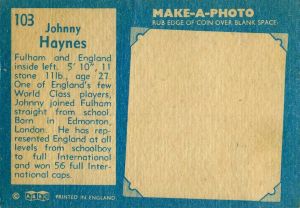 103
Johnny
Haynes
Fulham and England
inside left. 5' 10", 11
stone 11lb., age 27.
One of England's few
World Class players,
Johnny joined Fulham
straight from school.
Born in Edmonton,
London. He has rep-
resented England at all
levels from schoolboy
to full International
and won 56 full Inter-
national caps.
© A&BC PRINTED IN ENGLAND
MAKE-A-PHOTO
RUB EDGE OF COIN OVER BLANK SPACE